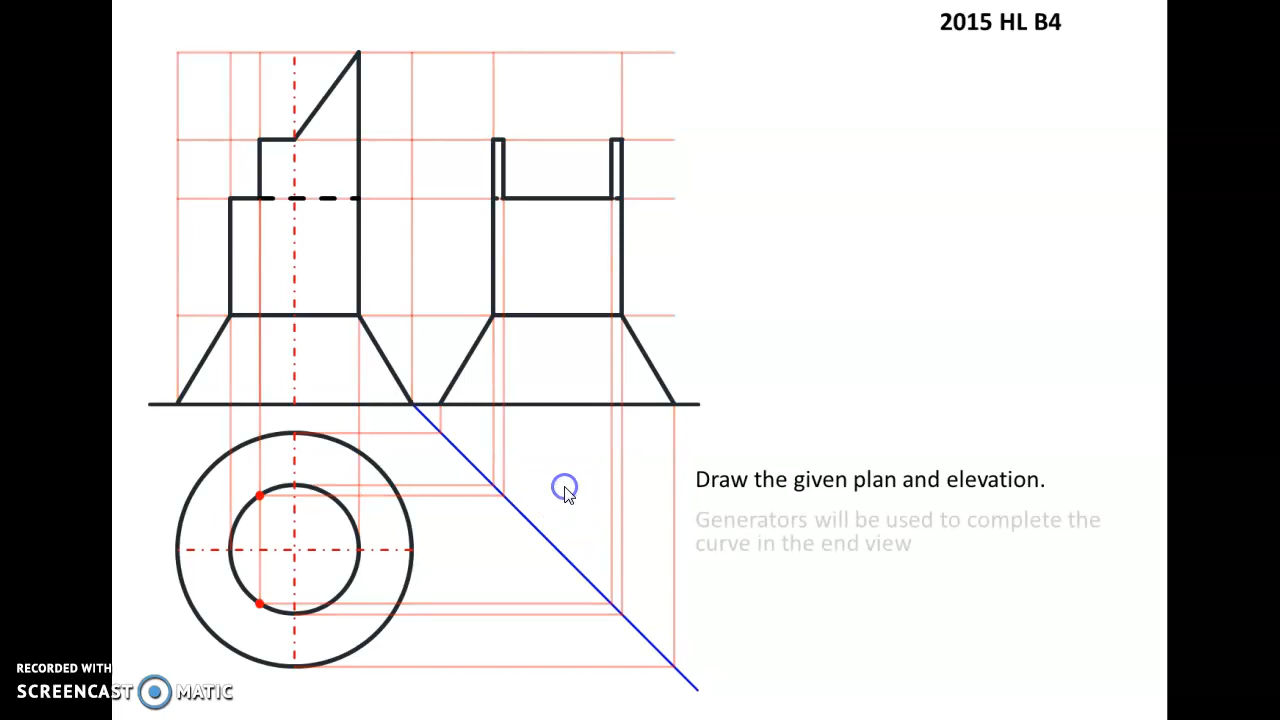 2015 HL B4
Draw the given plan and elevation.
Generators will be used to complete the
curve in the end view
RECORDED WITH
SCREENCAST MATIC